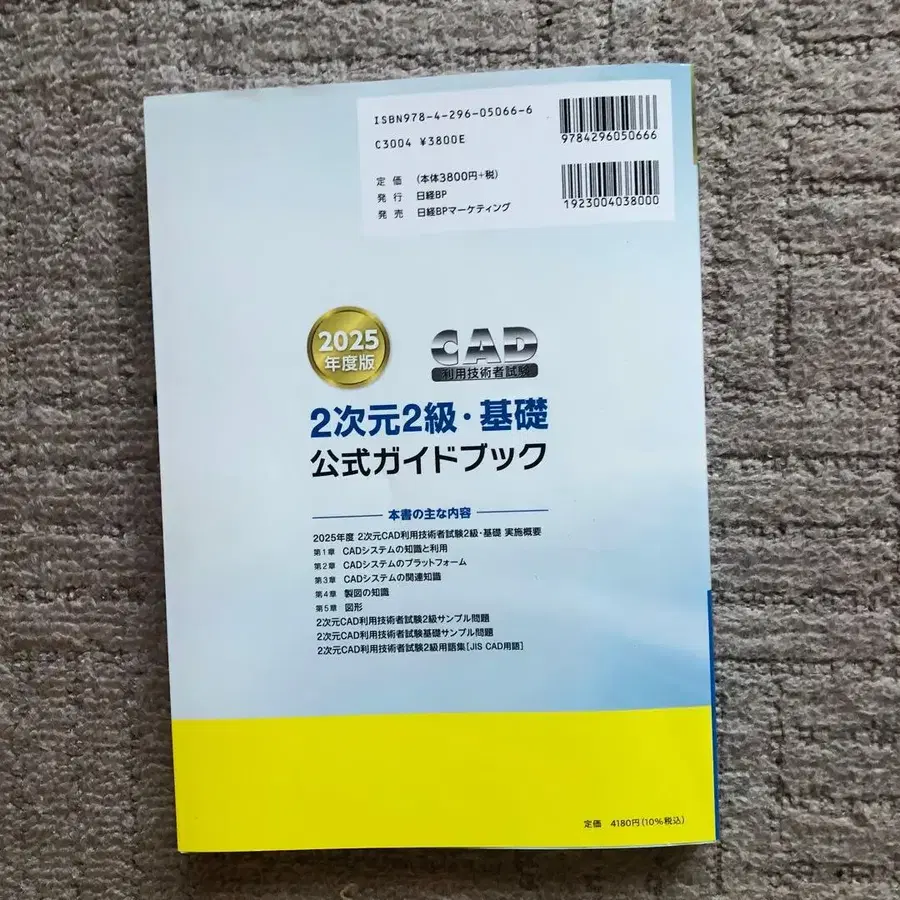 ISBN978-4-296-05066-6
C3004 ¥3800E
定価 (本体3800円+税)
発行 日経BP
発売 日経BPマーケティング
9784296050666
1923004038000
2025
年度版
CAD
利用技術者試験
2次元2級・基礎
公式ガイドブック
本書の主な内容
2025年度 2次元CAD利用技術者試験2級・基礎 実施概要
第1章 CADシステムの知識と利用
第2章 CADシステムのプラットフォーム
第3章 CADシステムの関連知識
第4章 製図の知識
第5章 図形
2次元CAD利用技術者試験2級サンプル問題
2次元CAD利用技術者試験基礎サンプル問題
2次元CAD利用技術者試験2級用語集[JIS CAD用語]
定価 4180円(10%税込)